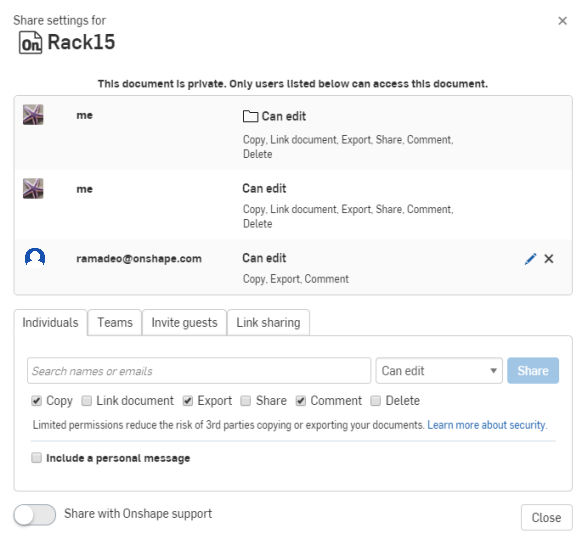 Share settings for
On Rack15
This document is private. Only users listed below can access this document.
me
Can edit
Copy, Link document, Export, Share, Comment,
Delete
me
Can edit
Copy, Link document, Export, Share, Comment,
Delete
ramadeo@onshape.com
Can edit
Copy, Export, Comment
Individuals Teams Invite guests Link sharing
Search names or emails Can edit Share
Copy Link document Export Share Comment Delete
Limited permissions reduce the risk of 3rd parties copying or exporting your documents. Learn more about security.
Include a personal message
Share with Onshape support
Close